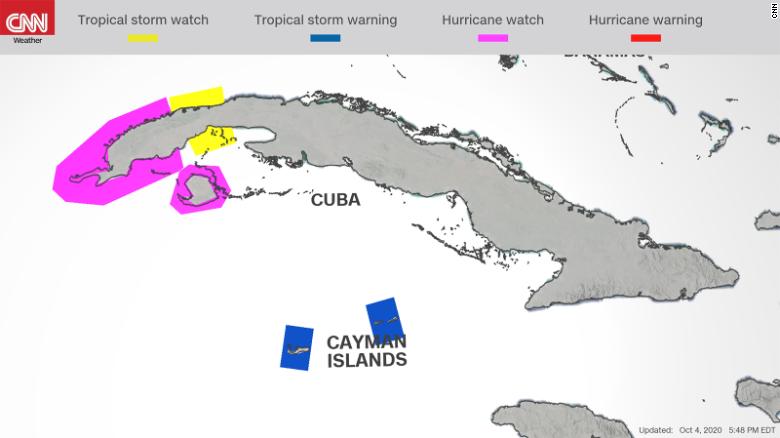 CNN
Weather
Tropical storm watch
Tropical storm warning
Hurricane watch
Hurricane warning
CNN
CUBA
CAYMAN
ISLANDS
Updated: Oct 4, 2020 5:48 PM EDT